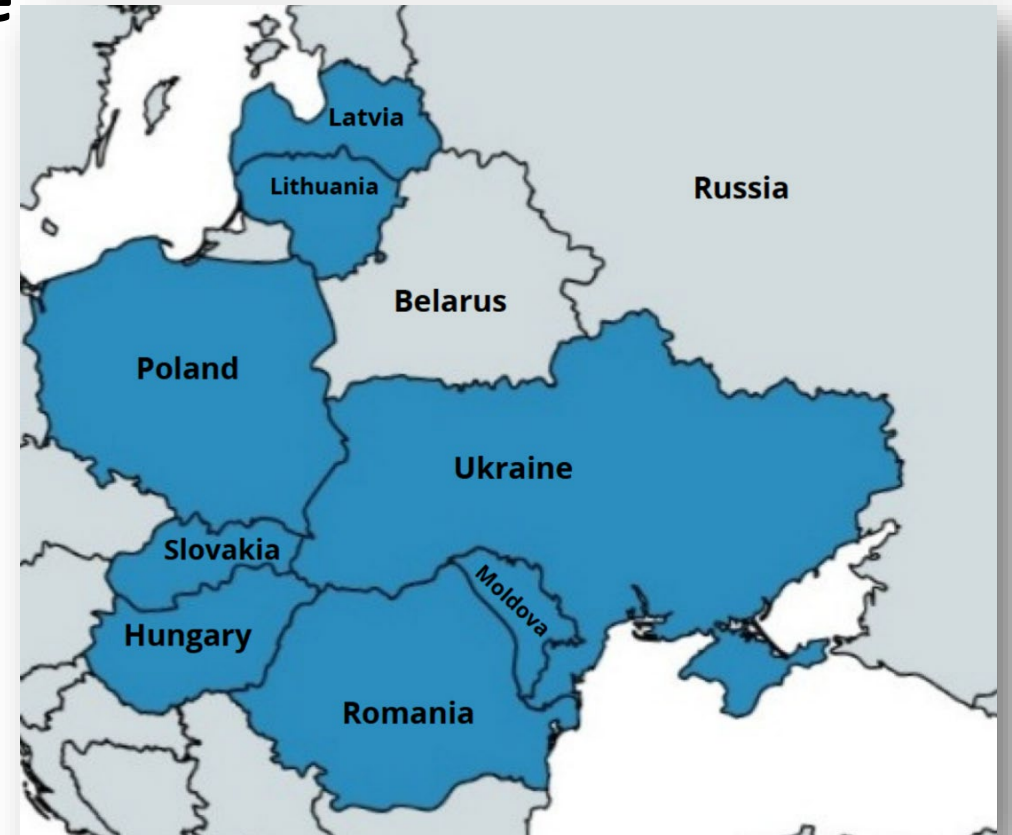 Latvia
Lithuania
Russia
Belarus
Poland
Ukraine
Slovakia
Moldova
Hungary
Romania